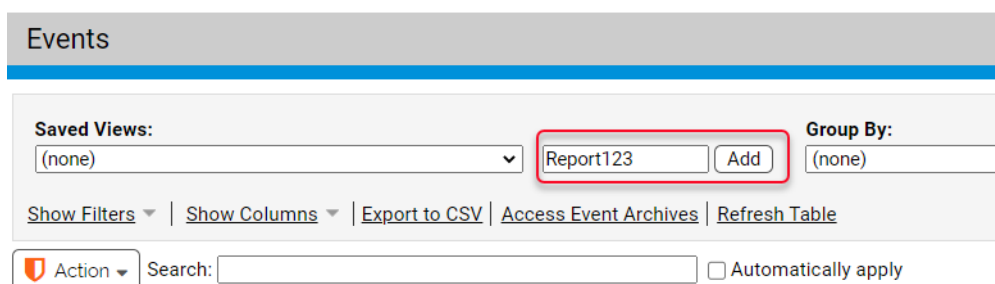 Events
Saved Views:
Group By:
(none)
Report123
Add
(none)
Show Filters
Show Columns
Export to CSV
Access Event Archives
Refresh Table
Action
Search:
Automatically apply